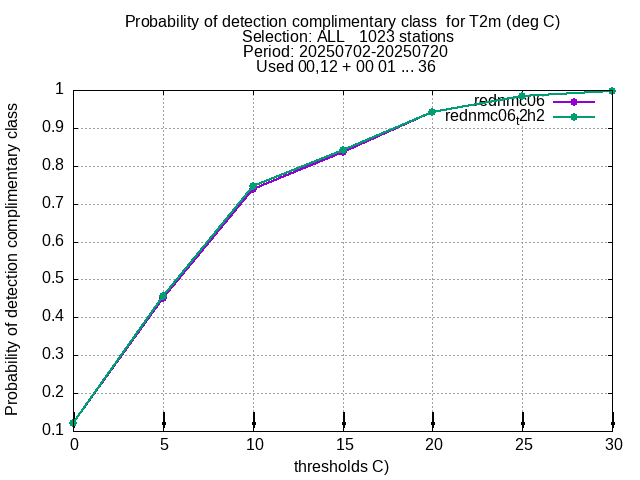 Probability of detection complimentary class  for T2m (deg C)
Selection: ALL   1023 stations
Period: 20250702-20250720
Used 00,12 + 00 01 ... 36
Probability of detection complimentary class
1
0.9
0.8
0.7
0.6
0.5
0.4
0.3
0.2
0.1
rednmc06
rednmc06t2h2
0 5 10 15 20 25 30
thresholds C)